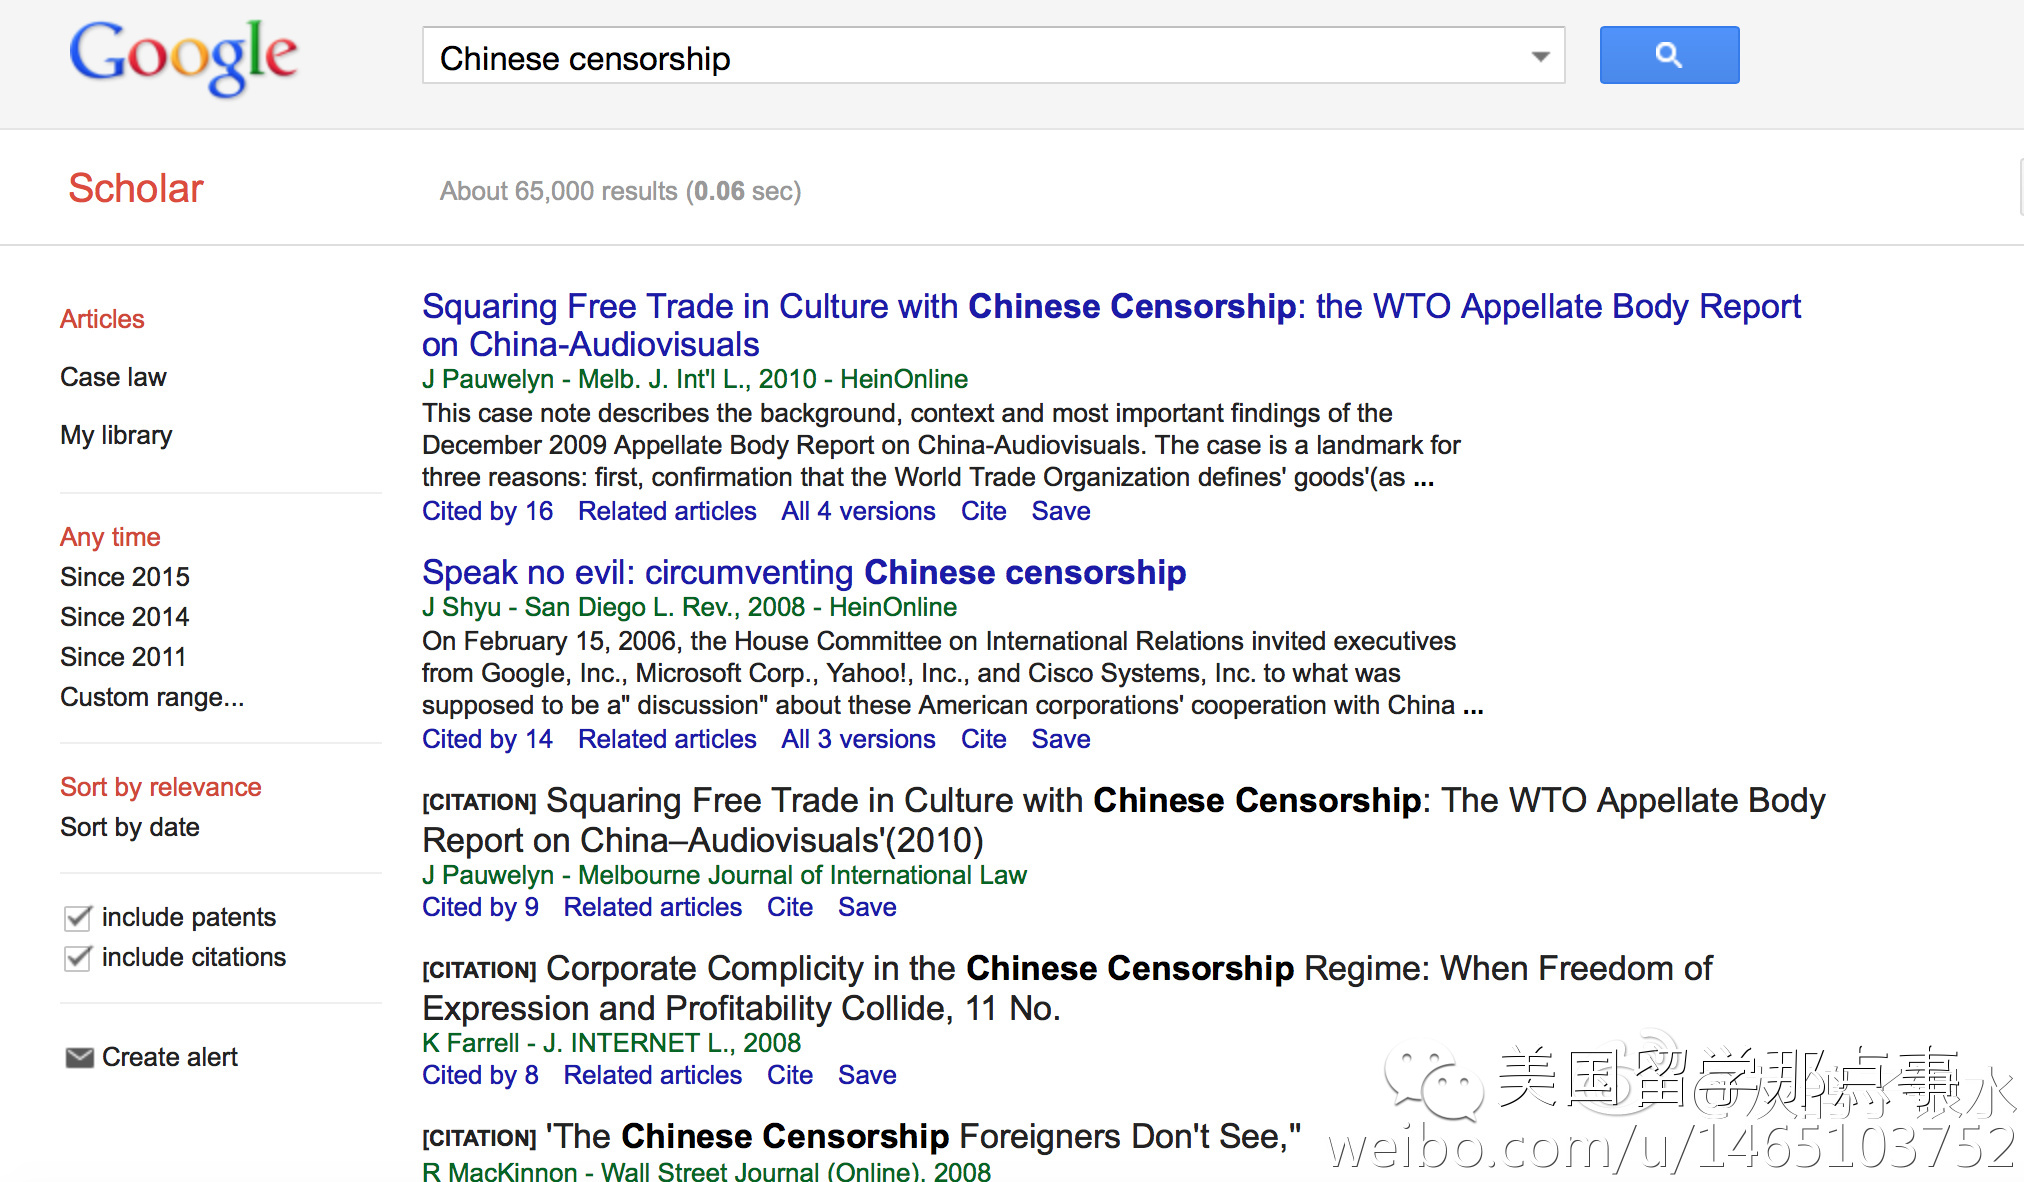 Google
Chinese censorship
Scholar
About 65,000 results (0.06 sec)
Articles
Case law
My library
Any time
Since 2015
Since 2014
Since 2011
Custom range...
Sort by relevance
Sort by date
include patents
include citations
Create alert
Squaring Free Trade in Culture with Chinese Censorship: the WTO Appellate Body Report
on China-Audiovisuals
J Pauwelyn - Melb. J. Int'l L., 2010 - HeinOnline
This case note describes the background, context and most important findings of the
December 2009 Appellate Body Report on China-Audiovisuals. The case is a landmark for
three reasons: first, confirmation that the World Trade Organization defines' goods'(as ...
Cited by 16 Related articles All 4 versions Cite Save
Speak no evil: circumventing Chinese censorship
J Shyu - San Diego L. Rev., 2008 - HeinOnline
On February 15, 2006, the House Committee on International Relations invited executives
from Google, Inc., Microsoft Corp., Yahoo!, Inc., and Cisco Systems, Inc. to what was
supposed to be a" discussion" about these American corporations' cooperation with China ...
Cited by 14 Related articles All 3 versions Cite Save
[CITATION] Squaring Free Trade in Culture with Chinese Censorship: The WTO Appellate Body
Report on China–Audiovisuals'(2010)
J Pauwelyn - Melbourne Journal of International Law
Cited by 9 Related articles Cite Save
[CITATION] Corporate Complicity in the Chinese Censorship Regime: When Freedom of
Expression and Profitability Collide, 11 No.
K Farrell - J. INTERNET L., 2008
Cited by 8 Related articles Cite Save
[CITATION] 'The Chinese Censorship Foreigners Don't See,"
R MacKinnon - Wall Street Journal (Online), 2008
美国留学那点事
weibo.com/u/1465103752